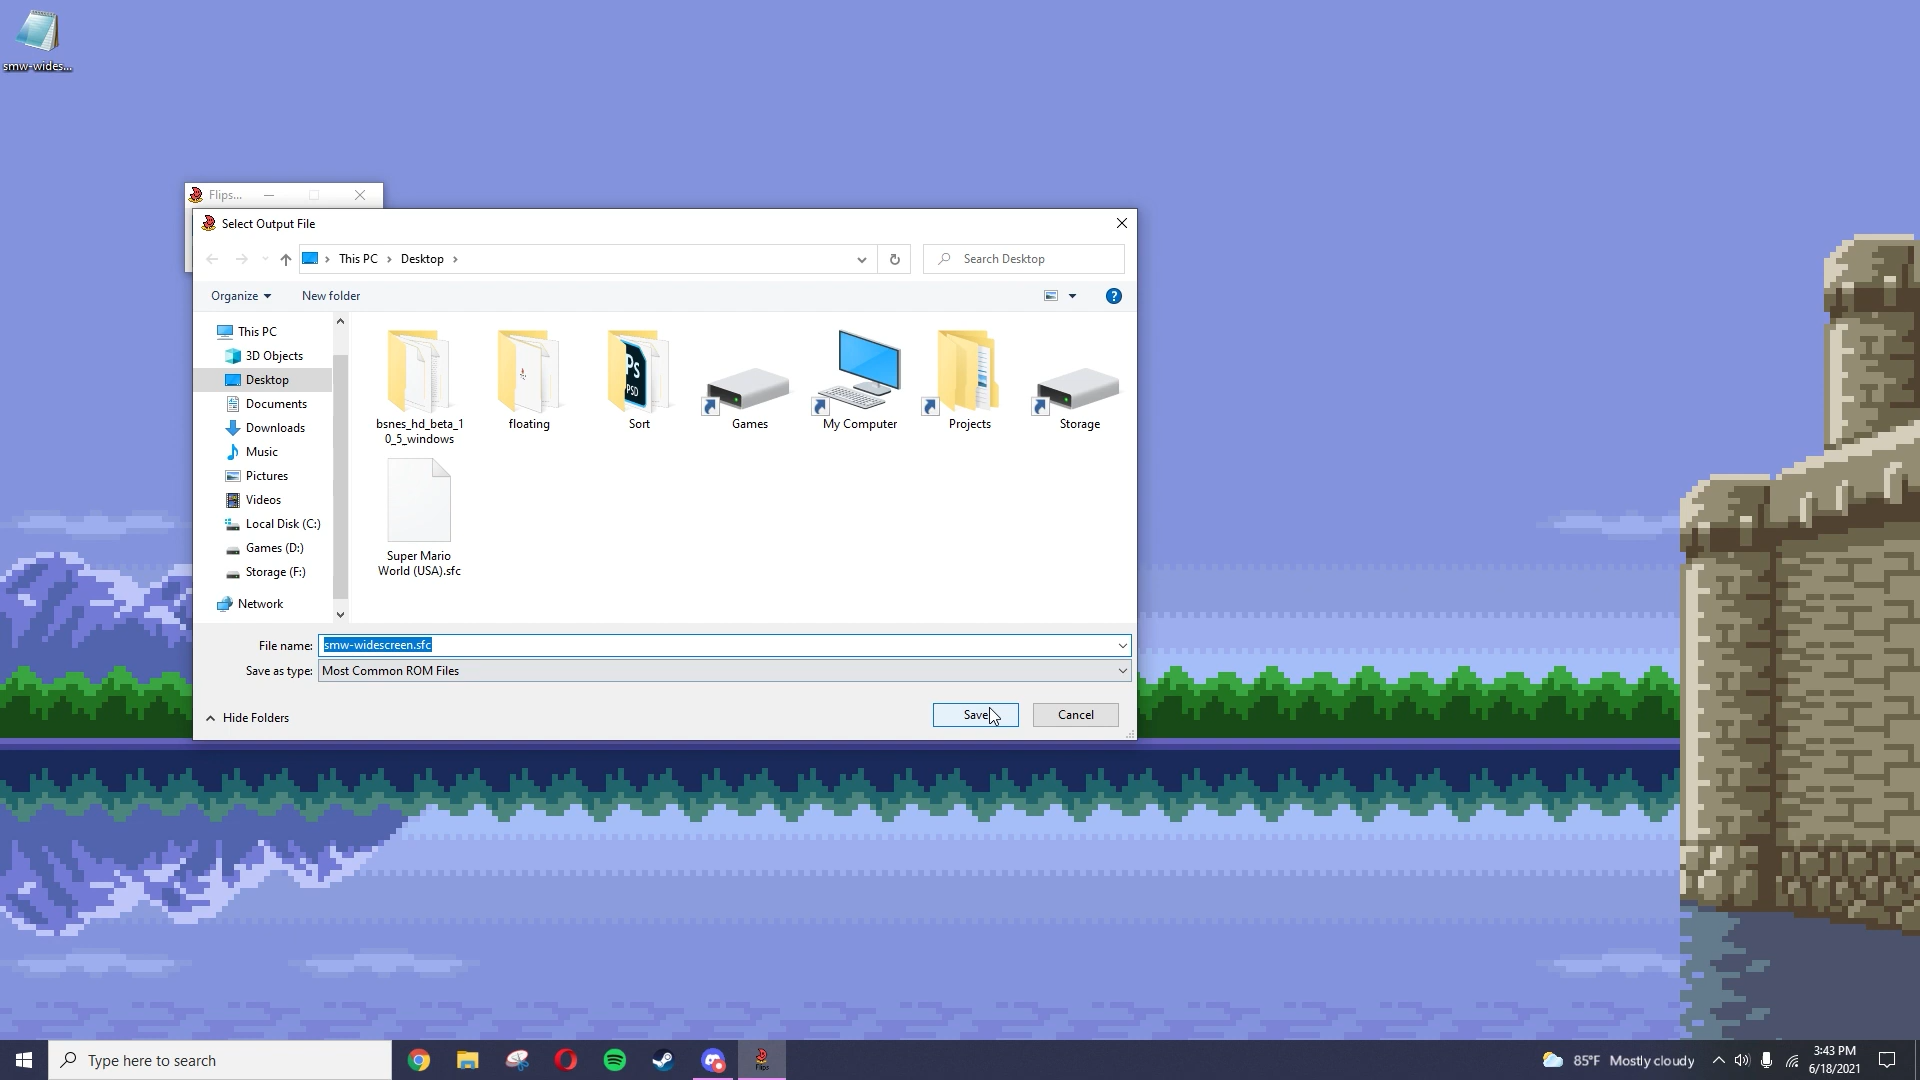 smw-wides...
Flips...
Select Output File
This PC
Desktop
Search Desktop
Organize
New folder
?
This PC
3D Objects
Desktop
Documents
Downloads
Music
Pictures
Videos
Local Disk (C:)
Games (D:)
Storage (F:)
Network
bsnes_hd_beta_1
0_5_windows
floating
Ps
PSD
Sort
Games
My Computer
Projects
Storage
Super Mario
World (USA).sfc
File name:
smw-widescreen.sfc
Save as type:
Most Common ROM Files
Hide Folders
Save
Cancel
Type here to search
Flips
85°F Mostly cloudy
3:43 PM
6/18/2021